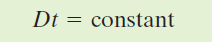 Dt = constant